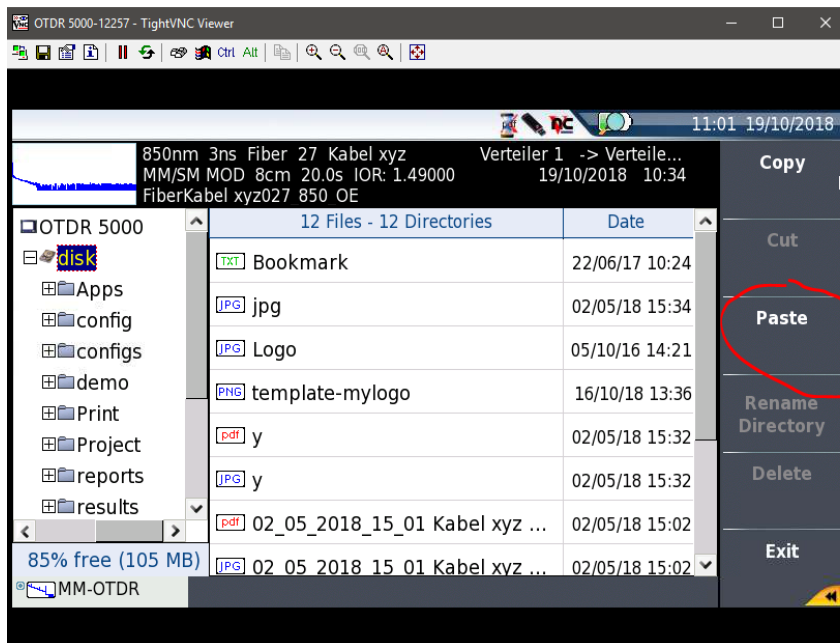 OTDR 5000-12257 - TightVNC Viewer
Ctrl Alt
pdf
11:01 19/10/2018
850nm 3ns Fiber 27 Kabel xyz Verteiler 1 -> Verteile...
MM/SM MOD 8cm 20.0s IOR: 1.49000 19/10/2018 10:34
FiberKabel xyz027_850_OE
Copy
Cut
Paste
Rename
Directory
Delete
Exit
OTDR 5000
disk
Apps
config
configs
demo
Print
Project
reports
results
85% free (105 MB)
MM-OTDR
12 Files - 12 Directories Date
TXT Bookmark 22/06/17 10:24
JPG jpg 02/05/18 15:34
JPG Logo 05/10/16 14:21
PNG template-mylogo 16/10/18 13:36
pdf y 02/05/18 15:32
JPG y 02/05/18 15:32
pdf 02_05_2018_15_01 Kabel xyz ... 02/05/18 15:02
JPG 02_05_2018_15_01 Kabel xyz ... 02/05/18 15:02